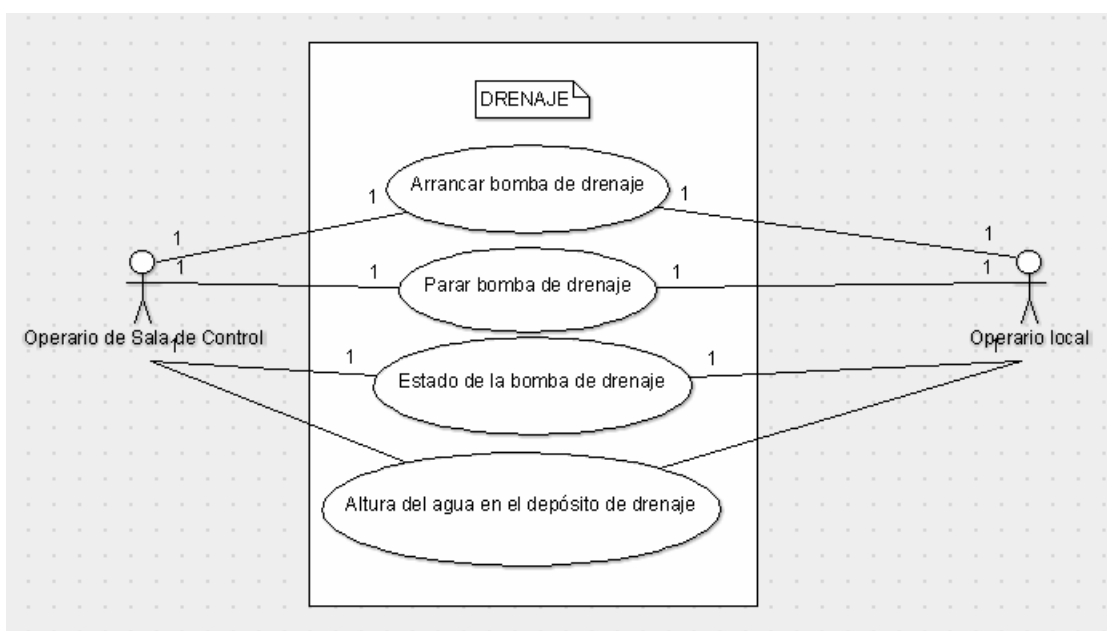 DRENAJE
Arrancar bomba de drenaje
1
1
1
1
1
1
Parar bomba de drenaje
1
1
Operario de Sala de Control
Operario local
1
1
1
1
Estado de la bomba de drenaje
Altura del agua en el depósito de drenaje